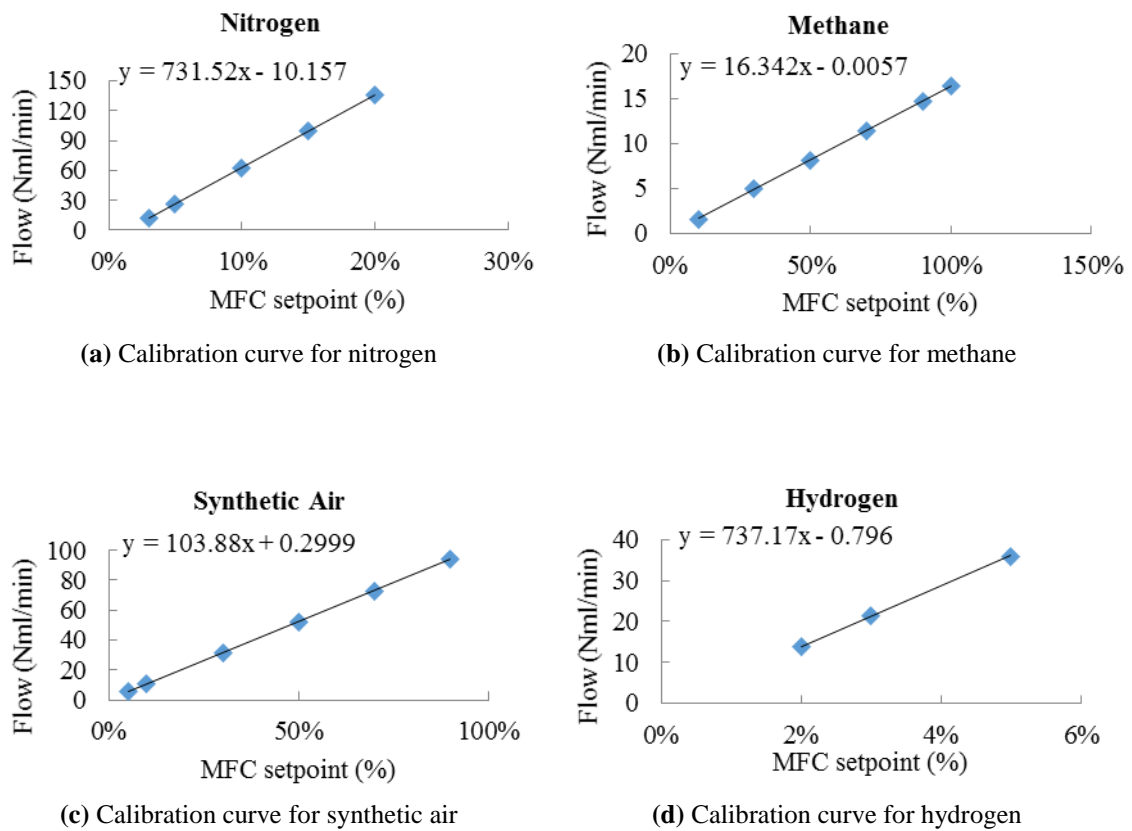 Nitrogen
y = 731.52x - 10.157
150
120
90
60
30
0
Flow (Nml/min)
0% 10% 20% 30%
MFC setpoint (%)
(a) Calibration curve for nitrogen
Methane
y = 16.342x - 0.0057
20
15
10
5
0
Flow (Nml/min)
0% 50% 100% 150%
MFC setpoint (%)
(b) Calibration curve for methane
Synthetic Air
y = 103.88x + 0.2999
100
80
60
40
20
0
Flow (Nml/min)
0% 50% 100%
MFC setpoint (%)
(c) Calibration curve for synthetic air
Hydrogen
y = 737.17x - 0.796
40
30
20
10
0
Flow (Nml/min)
0% 2% 4% 6%
MFC setpoint (%)
(d) Calibration curve for hydrogen